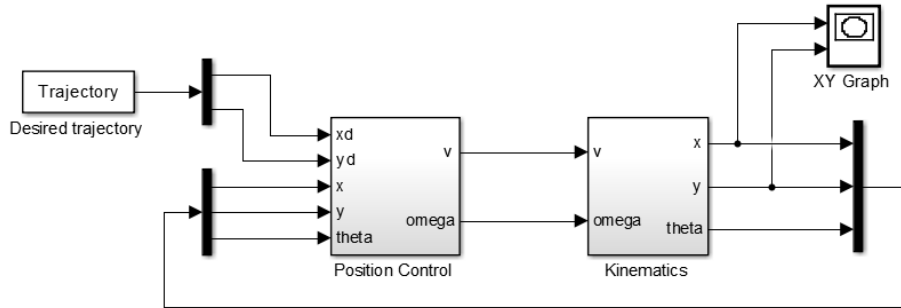 XY Graph
Trajectory
Desired trajectory
xd
yd
x
y
theta
v
omega
Position Control
v
omega
x
y
theta
Kinematics